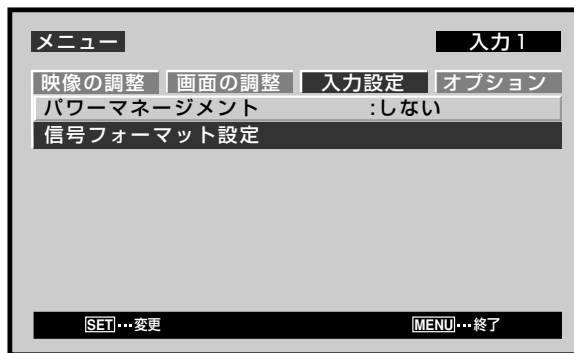 メニュー 入力1
映像の調整 画面の調整 入力設定 オプション
パワーマネージメント :しない
信号フォーマット設定
SET…変更 MENU…終了